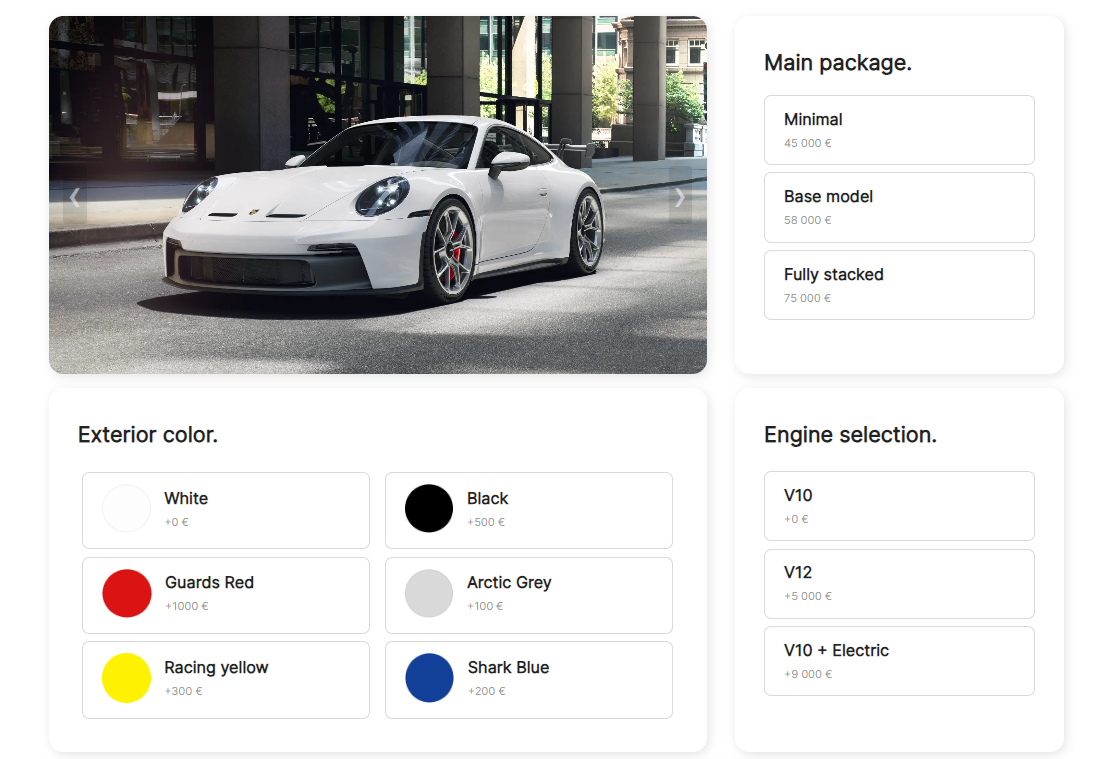 Main package.
Minimal
45 000 €
Base model
58 000 €
Fully stacked
75 000 €
Exterior color.
White
+0 €
Black
+500 €
Guards Red
+1000 €
Arctic Grey
+100 €
Racing yellow
+300 €
Shark Blue
+200 €
Engine selection.
V10
+0 €
V12
+5 000 €
V10 + Electric
+9 000 €